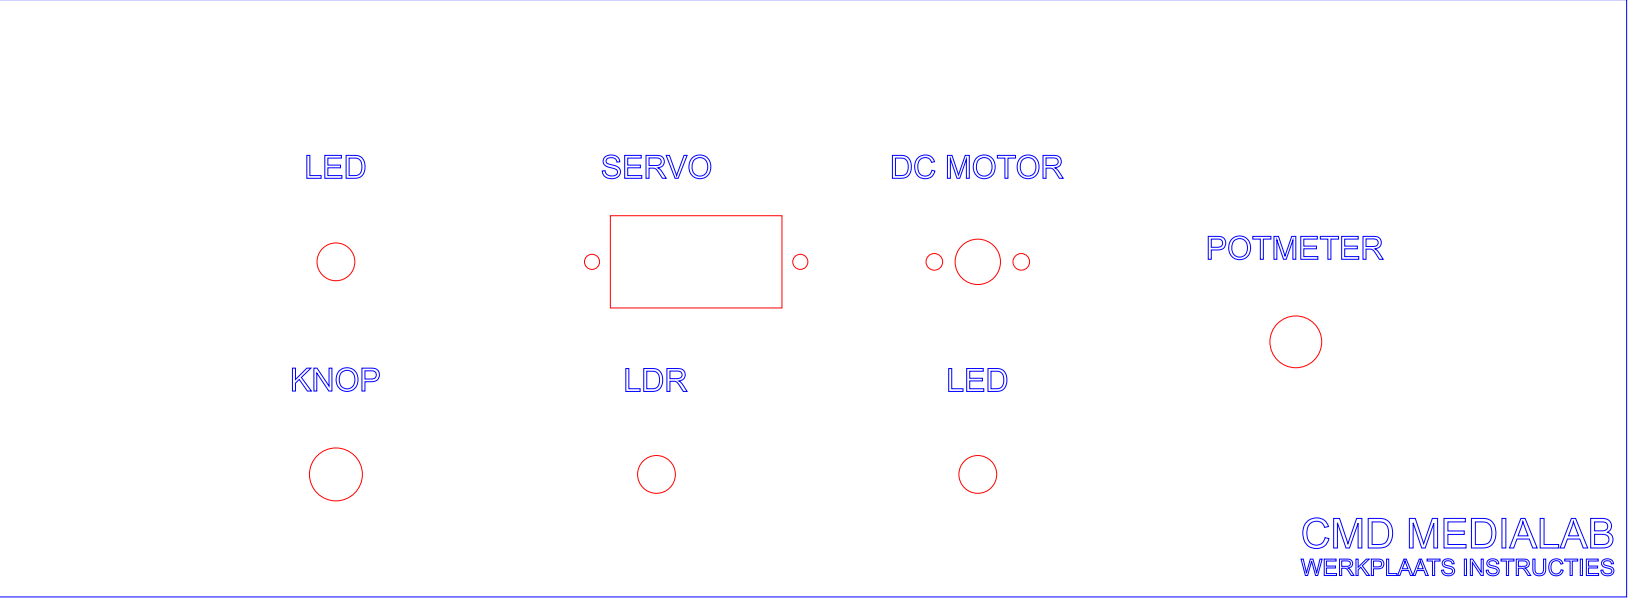 LED
SERVO
DC MOTOR
POTMETER
KNOP
LDR
LED
CMD MEDIALAB
WERKPLAATS INSTRUCTIES